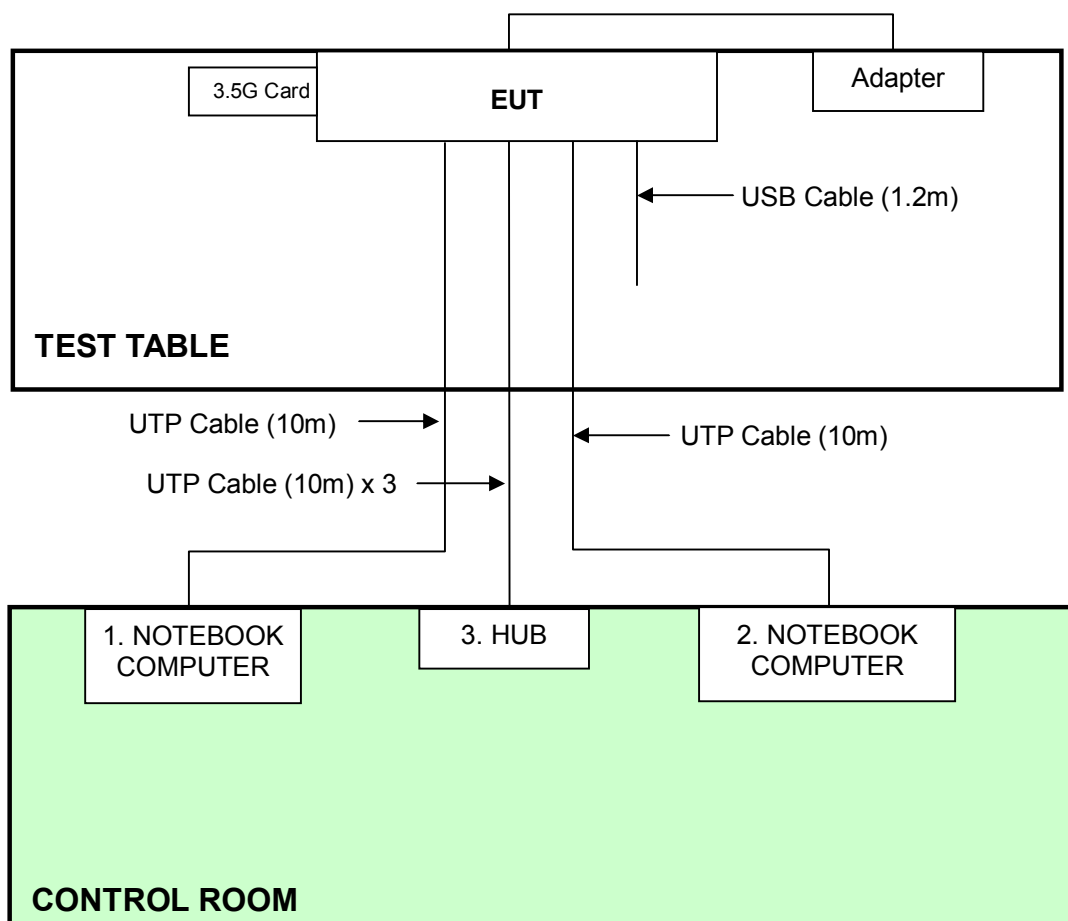 3.5G Card
EUT
Adapter
USB Cable (1.2m)
TEST TABLE
UTP Cable (10m)
UTP Cable (10m)
UTP Cable (10m) x 3
1. NOTEBOOK
COMPUTER
3. HUB
2. NOTEBOOK
COMPUTER
CONTROL ROOM